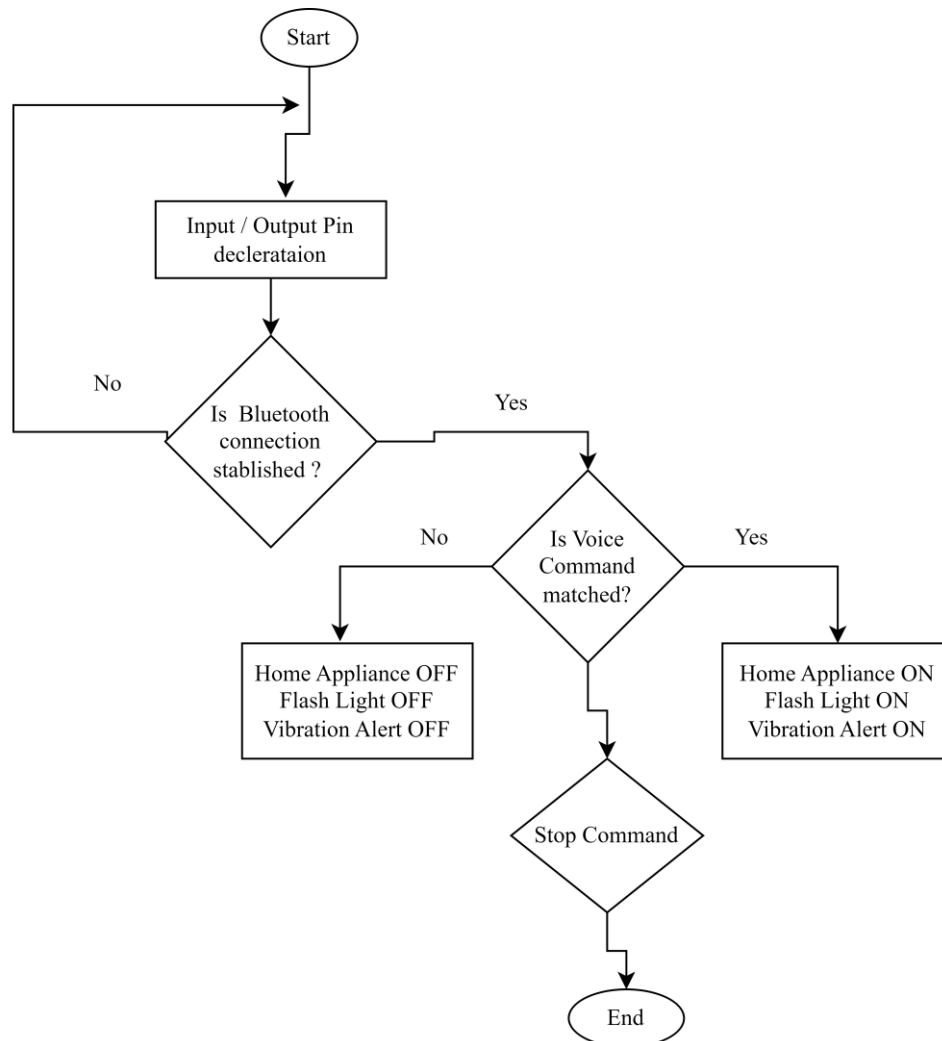 Start
Input / Output Pin
declerataion
No
Is Bluetooth
connection
stablished ?
Yes
No
Is Voice
Command
matched?
Yes
Home Appliance OFF
Flash Light OFF
Vibration Alert OFF
Home Appliance ON
Flash Light ON
Vibration Alert ON
Stop Command
End